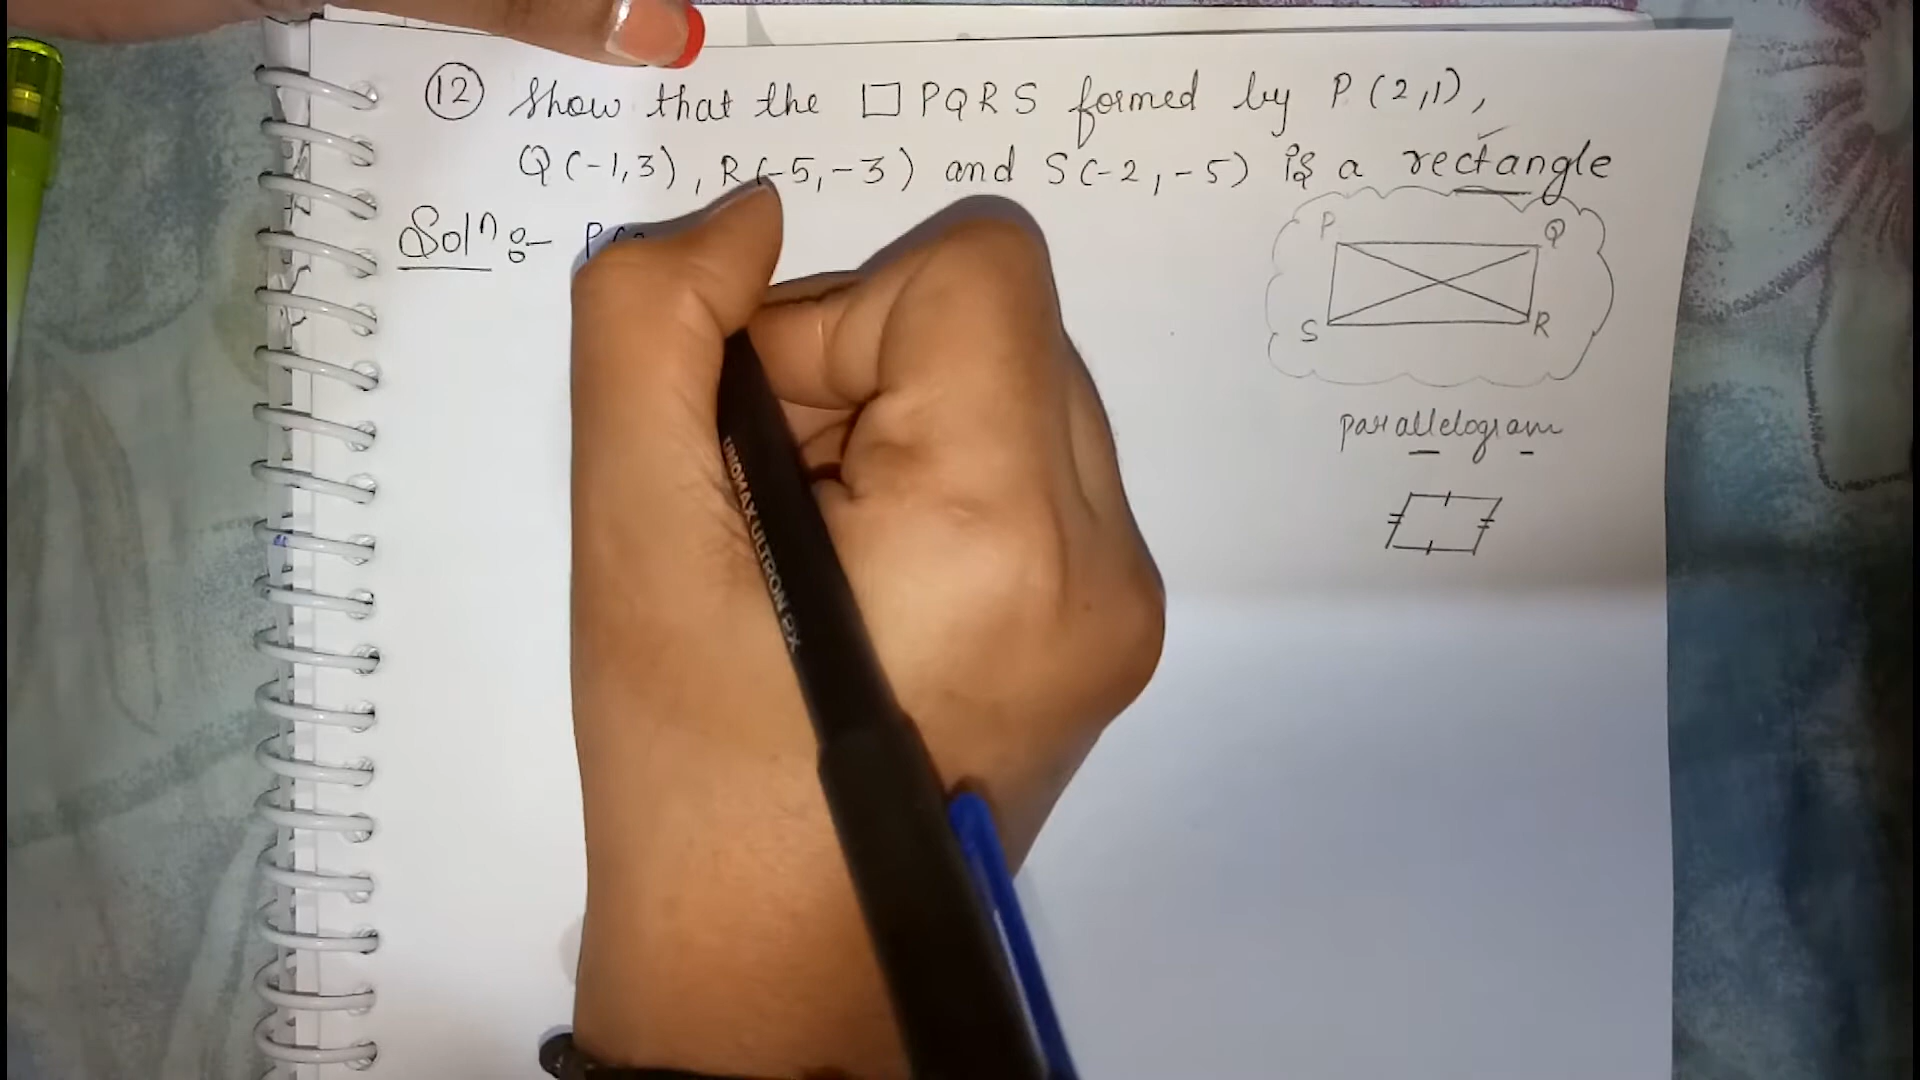 12 Show that the □ PQRS formed by P(2,1),
Q(-1,3), R(-5,-3) and S(-2,-5) is a rectangle
Solⁿ :- P(
P Q
S R
parallelogram
UNOMAX ULTRON 2X